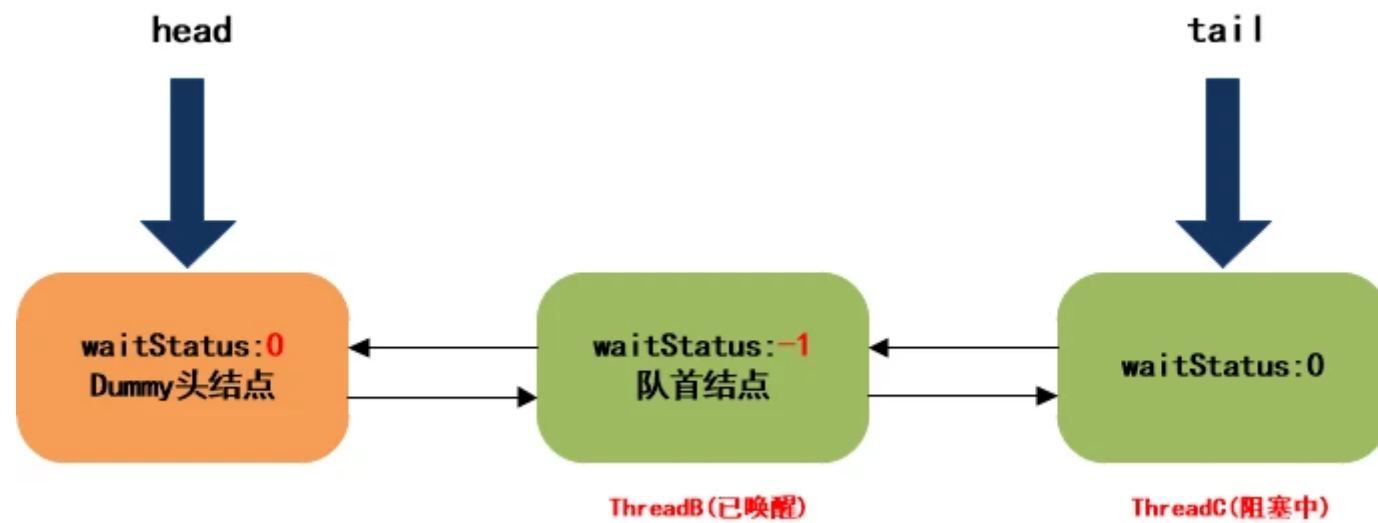 head
tail
waitStatus:0
Dummy头结点
waitStatus:-1
队首结点
waitStatus:0
ThreadB(已唤醒)
ThreadC(阻塞中)